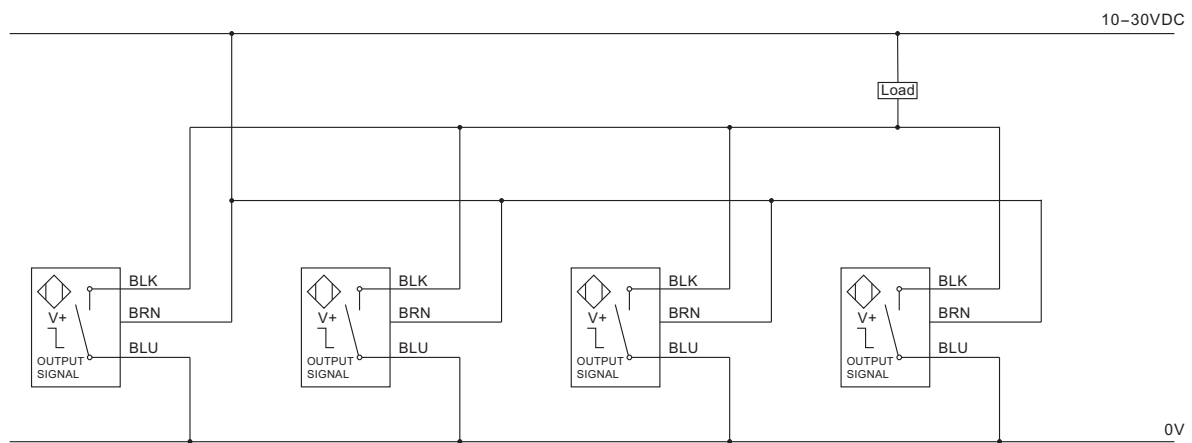 10–30VDC
Load
BLK
V+
BRN
BLU
OUTPUT
SIGNAL
BLK
V+
BRN
BLU
OUTPUT
SIGNAL
BLK
V+
BRN
BLU
OUTPUT
SIGNAL
BLK
V+
BRN
BLU
OUTPUT
SIGNAL
0V